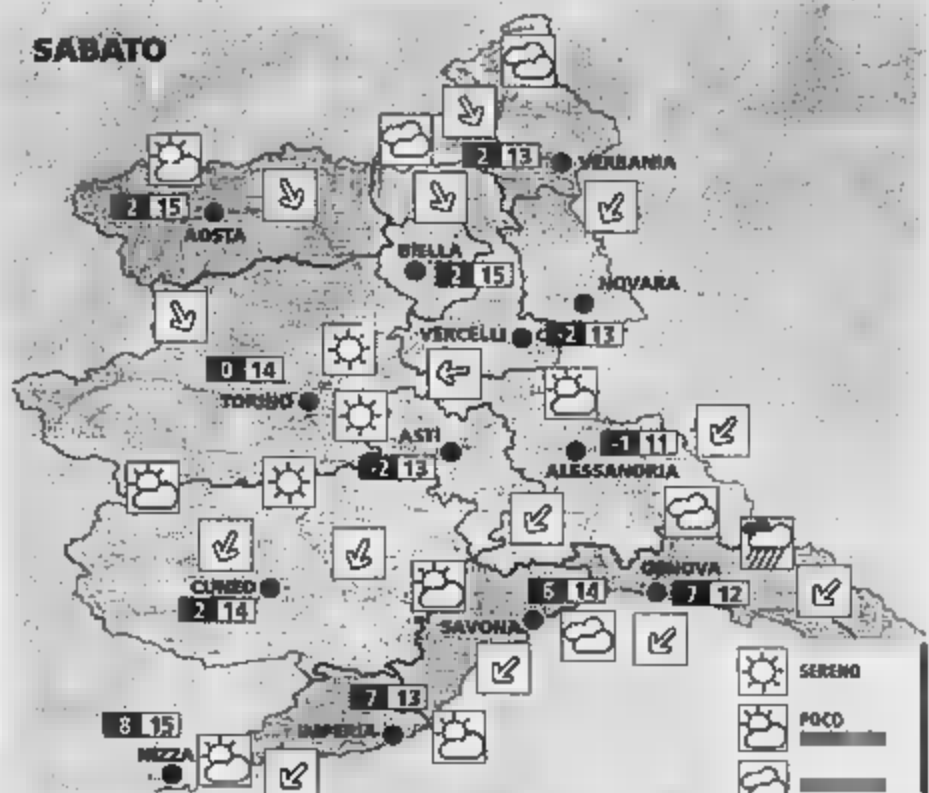 SABATO
2 13
VERBANIA
2 15
AOSTA
BIELLA
2 15
NOVARA
VERCELLI
-2 13
0 14
TORINO
ASTI
-2 13
-1 11
ALESSANDRIA
CUNEO
2 14
GENOVA
6 14
7 12
SAVONA
7 13
IMPERIA
8 15
NIZZA
SERENO
POCO